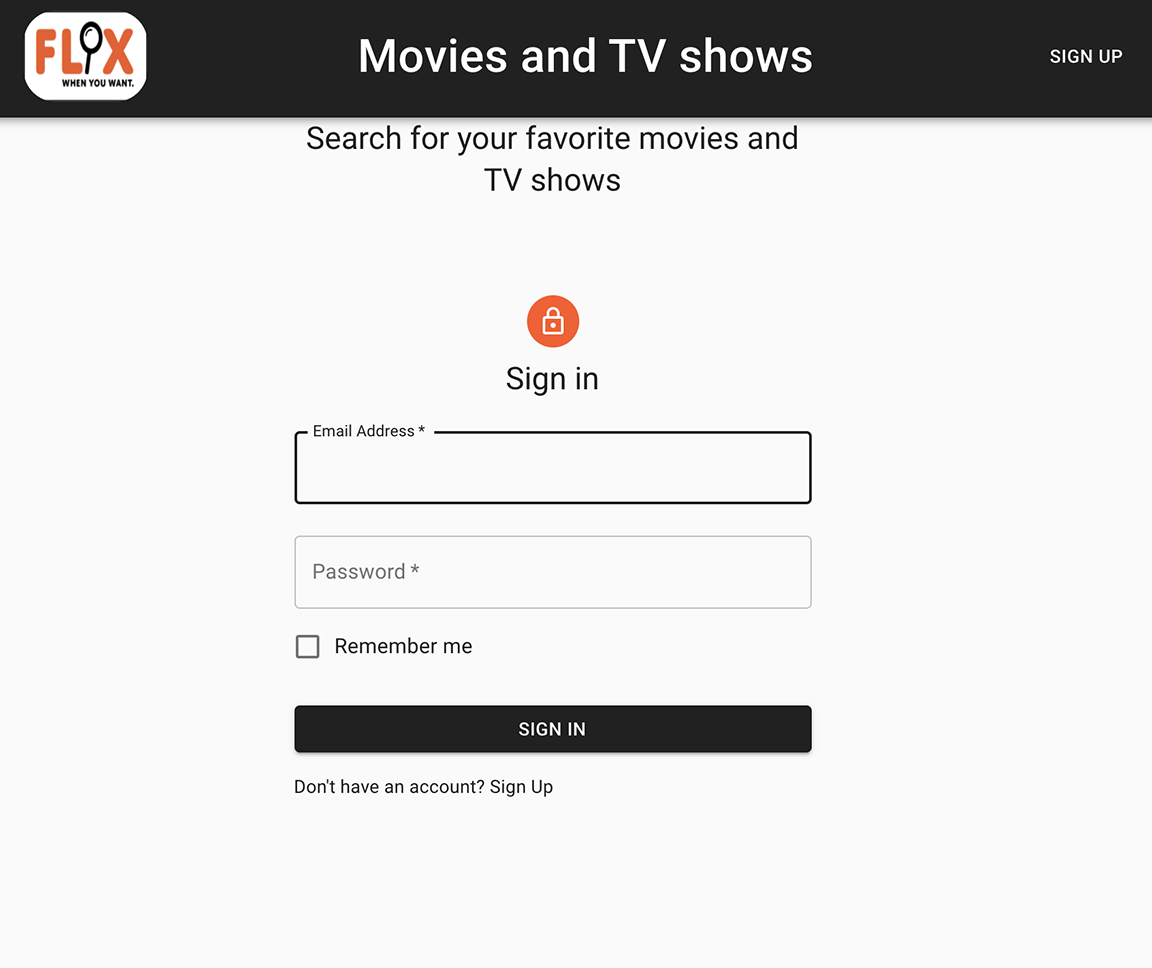 FLIX
WHEN YOU WANT.
Movies and TV shows
SIGN UP
Search for your favorite movies and
TV shows
Sign in
Email Address *
Password *
Remember me
SIGN IN
Don't have an account? Sign Up